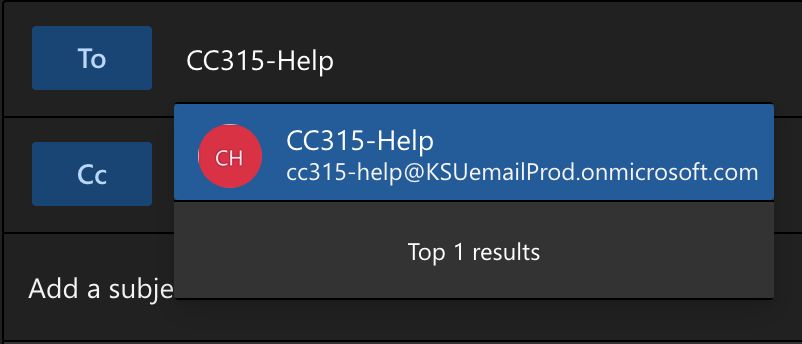 To
CC315-Help
CH
CC315-Help
cc315-help@KSUemailProd.onmicrosoft.com
Cc
Top 1 results
Add a subje